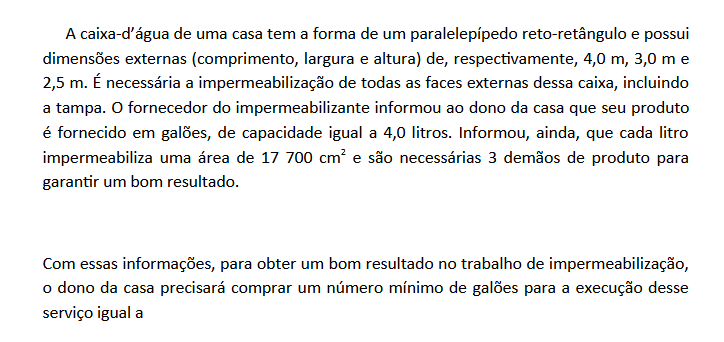 A caixa-d’água de uma casa tem a forma de um paralelepípedo reto-retângulo e possui
dimensões externas (comprimento, largura e altura) de, respectivamente, 4,0 m, 3,0 m e
2,5 m. É necessária a impermeabilização de todas as faces externas dessa caixa, incluindo
a tampa. O fornecedor do impermeabilizante informou ao dono da casa que seu produto
é fornecido em galões, de capacidade igual a 4,0 litros. Informou, ainda, que cada litro
impermeabiliza uma área de 17 700 cm² e são necessárias 3 demãos de produto para
garantir um bom resultado.
Com essas informações, para obter um bom resultado no trabalho de impermeabilização,
o dono da casa precisará comprar um número mínimo de galões para a execução desse
serviço igual a